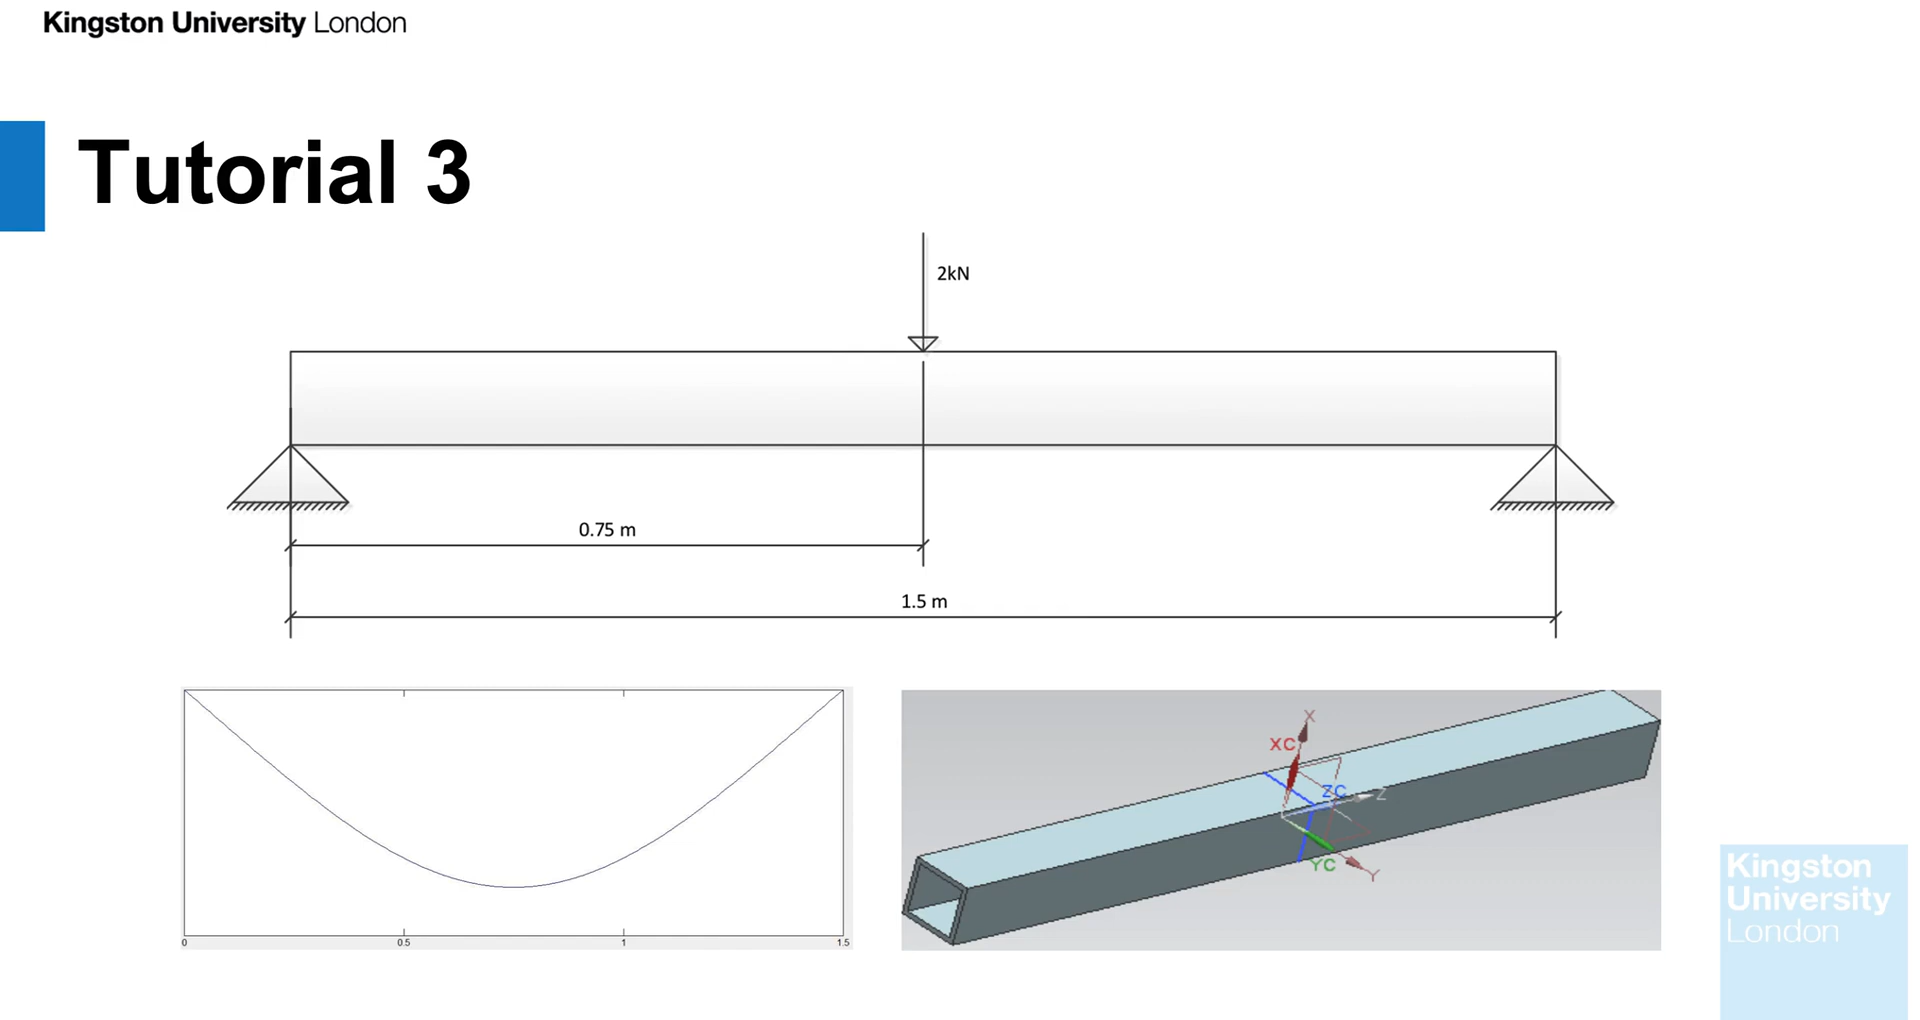 Kingston University London
Tutorial 3
2kN
0.75 m
1.5 m
0
0.5
1
1.5
X
XC
ZC
Z
YC
Y
Kingston
University
London